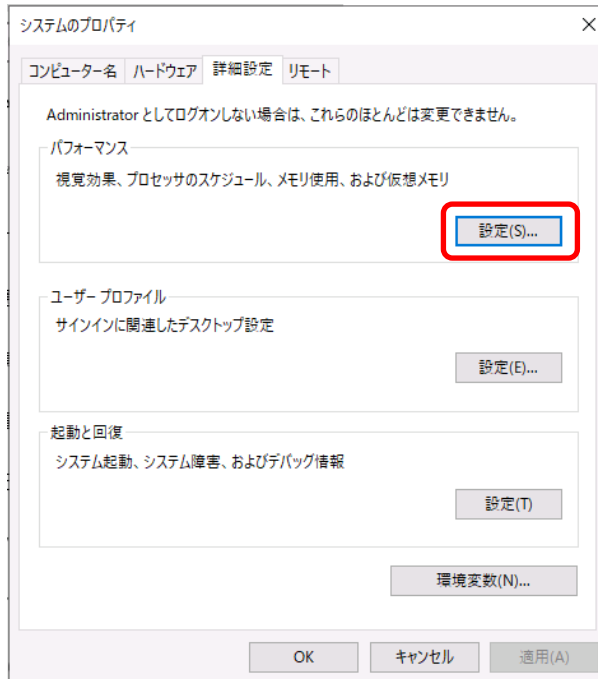 システムのプロパティ
コンピューター名 ハードウェア 詳細設定 リモート
Administrator としてログオンしない場合は、これらのほとんどは変更できません。
パフォーマンス
視覚効果、プロセッサのスケジュール、メモリ使用、および仮想メモリ
設定(S)...
ユーザー プロファイル
サインインに関連したデスクトップ設定
設定(E)...
起動と回復
システム起動、システム障害、およびデバッグ情報
設定(T)
環境変数(N)...
OK キャンセル 適用(A)